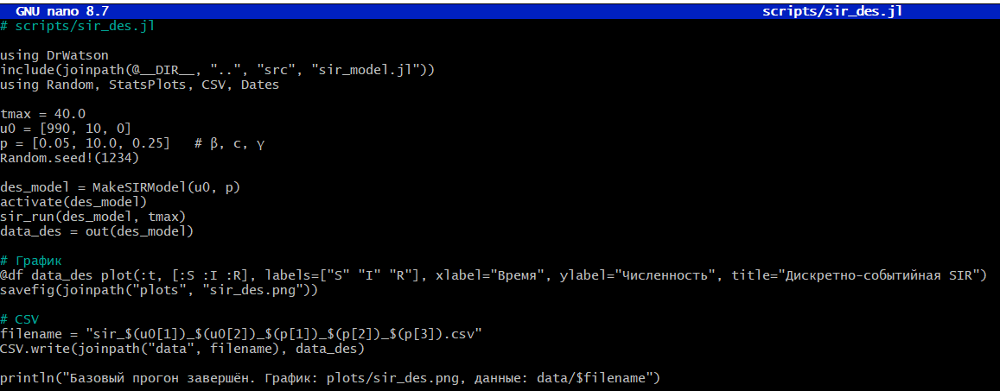 GNU nano 8.7 scripts/sir_des.jl
# scripts/sir_des.jl
using DrWatson
include(joinpath(@__DIR__, "..", "src", "sir_model.jl"))
using Random, StatsPlots, CSV, Dates
tmax = 40.0
u0 = [990, 10, 0]
p = [0.05, 10.0, 0.25]   # β, c, γ
Random.seed!(1234)
des_model = MakeSIRModel(u0, p)
activate(des_model)
sir_run(des_model, tmax)
data_des = out(des_model)
# График
@df data_des plot(:t, [:S :I :R], labels=["S" "I" "R"], xlabel="Время", ylabel="Численность", title="Дискретно-событийная SIR")
savefig(joinpath("plots", "sir_des.png"))
# CSV
filename = "sir_$(u0[1])_$(u0[2])_$(p[1])_$(p[2])_$(p[3]).csv"
CSV.write(joinpath("data", filename), data_des)
println("Базовый прогон завершён. График: plots/sir_des.png, данные: data/$filename")